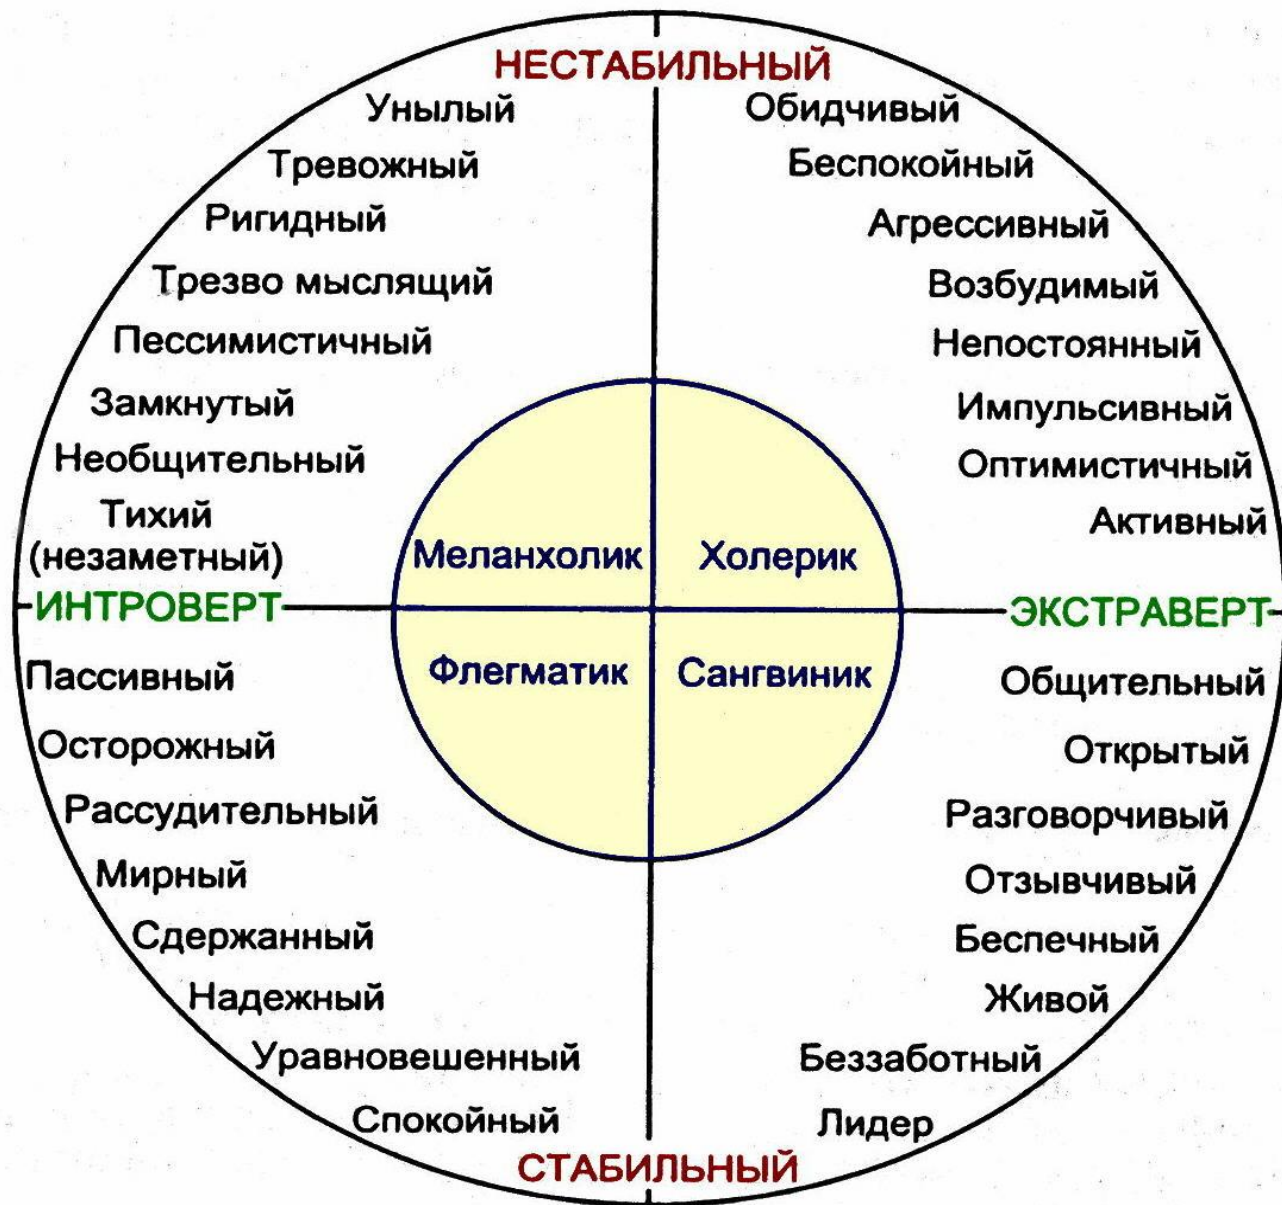 НЕСТАБИЛЬНЫЙ
Унылый
Тревожный
Ригидный
Трезво мыслящий
Пессимистичный
Замкнутый
Необщительный
Тихий
(незаметный)
Обидчивый
Беспокойный
Агрессивный
Возбудимый
Непостоянный
Импульсивный
Оптимистичный
Активный
Меланхолик
Холерик
ИНТРОВЕРТ
ЭКСТРАВЕРТ
Флегматик
Сангвиник
Пассивный
Осторожный
Рассудительный
Мирный
Сдержанный
Надежный
Уравновешенный
Спокойный
Общительный
Открытый
Разговорчивый
Отзывчивый
Беспечный
Живой
Беззаботный
Лидер
СТАБИЛЬНЫЙ